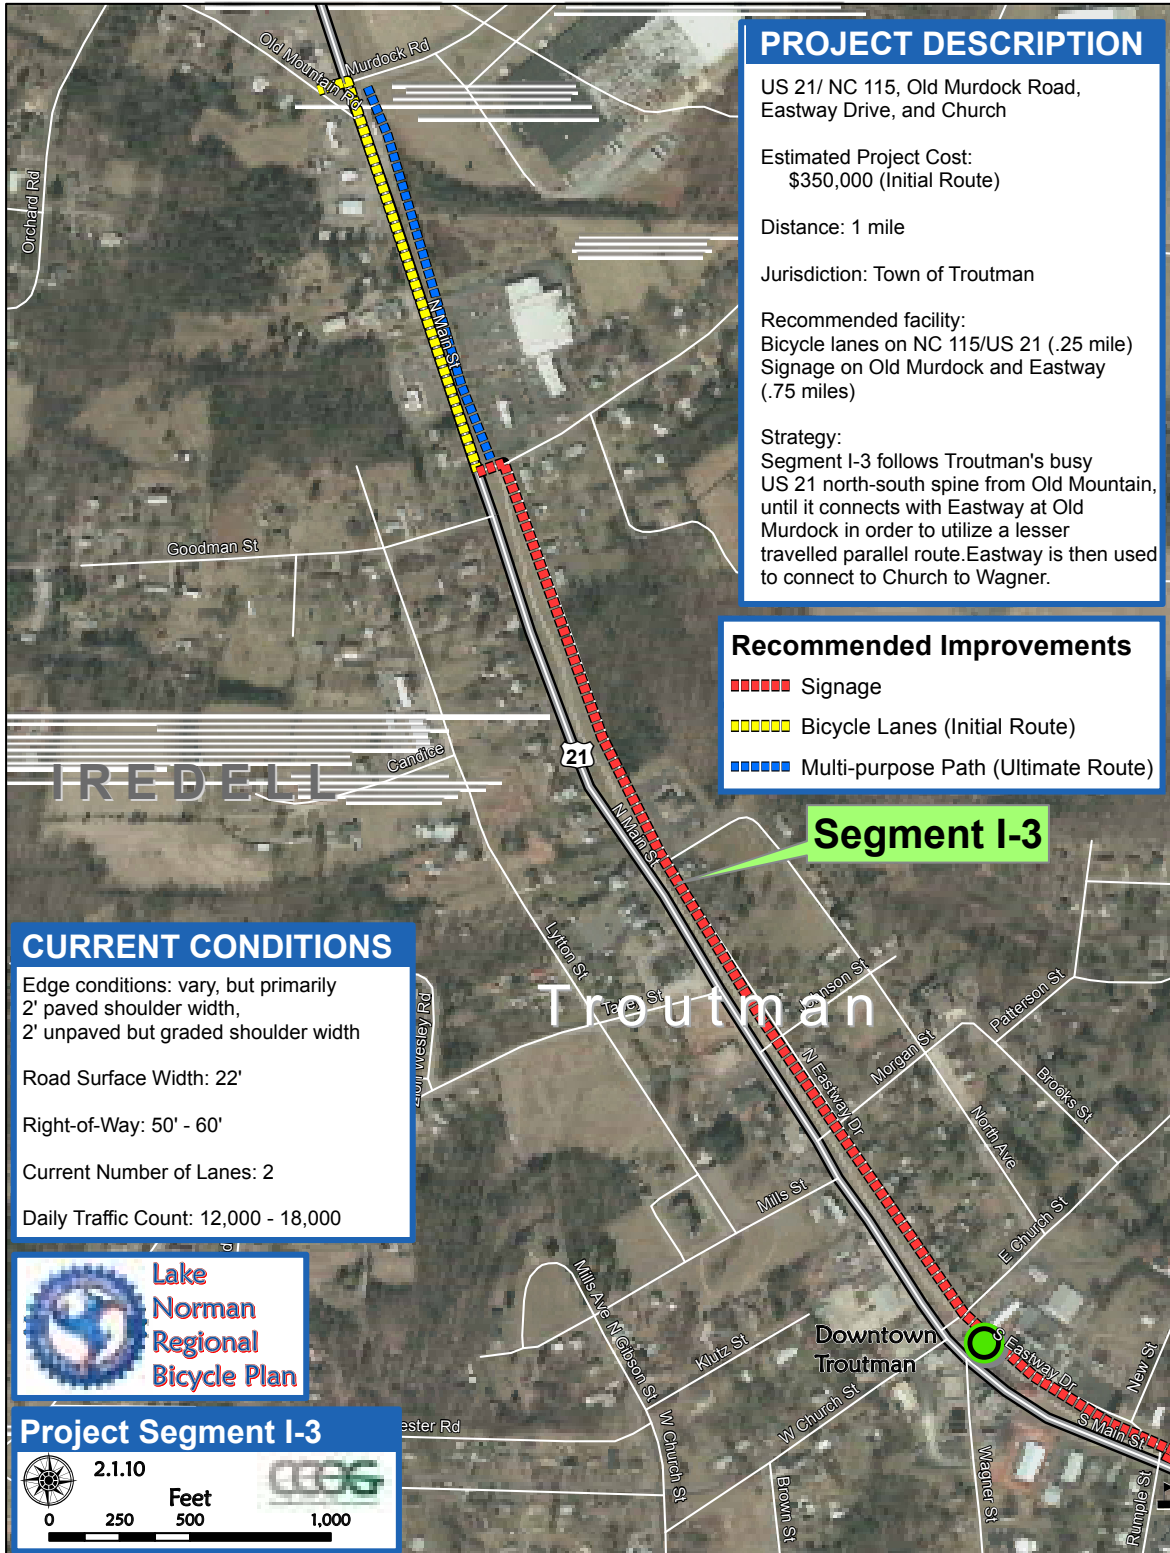 PROJECT DESCRIPTION
US 21/ NC 115, Old Murdock Road,
Eastway Drive, and Church
Estimated Project Cost:
$350,000 (Initial Route)
Distance: 1 mile
Jurisdiction: Town of Troutman
Recommended facility:
Bicycle lanes on NC 115/US 21 (.25 mile)
Signage on Old Murdock and Eastway
(.75 miles)
Strategy:
Segment I-3 follows Troutman's busy
US 21 north-south spine from Old Mountain,
until it connects with Eastway at Old
Murdock in order to utilize a lesser
travelled parallel route.Eastway is then used
to connect to Church to Wagner.
Recommended Improvements
Signage
Bicycle Lanes (Initial Route)
Multi-purpose Path (Ultimate Route)
Segment I-3
Old Mountain Rd
Murdock Rd
Orchard Rd
N Main St
Goodman St
21
Candice
IREDELL
N Main St
Lytton St
Troutman
N Eastway Dr
Morgan St
Patterson St
Brooks St
North Ave
E Church St
Mills St
Mills Ave
N Gibson St
Klutz St
Downtown
Troutman
S Eastway Dr
New St
S Main St
W Church St
W Church St
Brown St
Wagner St
Rumple St
ester Rd
Wesley Rd
CURRENT CONDITIONS
Edge conditions: vary, but primarily
2' paved shoulder width,
2' unpaved but graded shoulder width
Road Surface Width: 22'
Right-of-Way: 50' - 60'
Current Number of Lanes: 2
Daily Traffic Count: 12,000 - 18,000
Lake
Norman
Regional
Bicycle Plan
Project Segment I-3
2.1.10
Feet
0 250 500 1,000